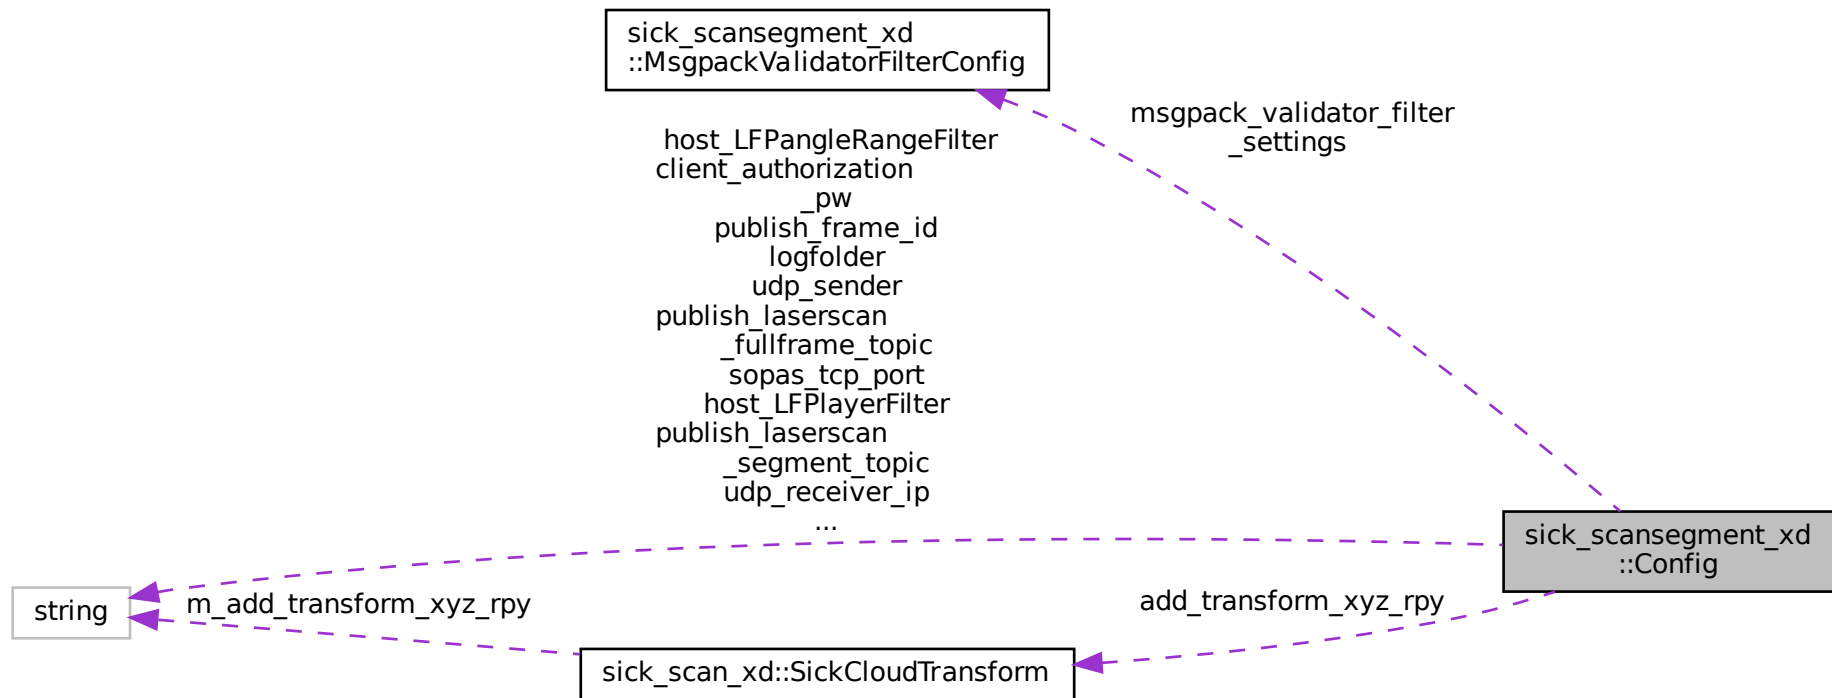 sick_scansegment_xd
::MsgpackValidatorFilterConfig
msgpack_validator_filter
_settings
host_LFPangleRangeFilter
client_authorization
_pw
publish_frame_id
logfolder
udp_sender
publish_laserscan
_fullframe_topic
sopas_tcp_port
host_LFPlayerFilter
publish_laserscan
_segment_topic
udp_receiver_ip
...
sick_scansegment_xd
::Config
string
m_add_transform_xyz_rpy
add_transform_xyz_rpy
sick_scan_xd::SickCloudTransform